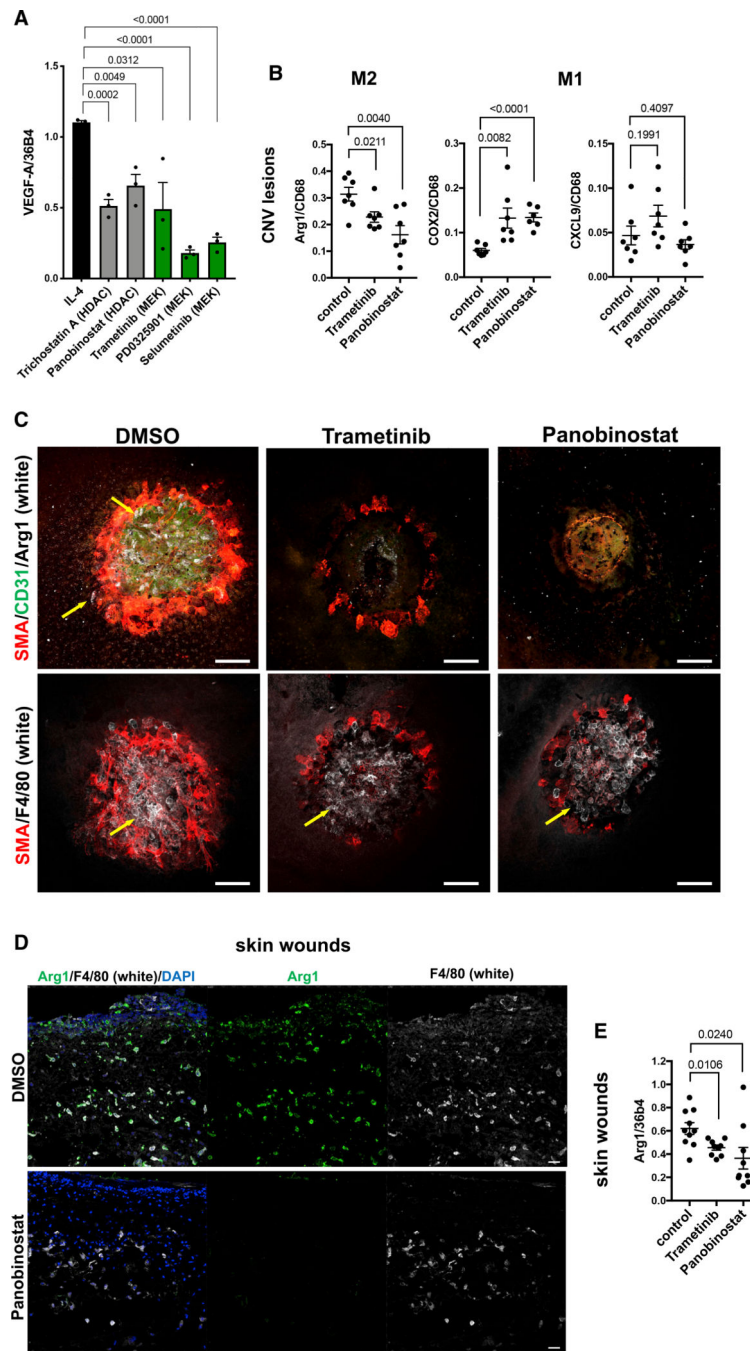 A
<0.0001
<0.0001
0.0312
0.0049
0.0002
VEGF-A/36B4
1.5
1.0
0.5
0.0
IL-4
Trichostatin A (HDAC)
Panobinostat (HDAC)
Trametinib (MEK)
PD0325901 (MEK)
Selumetinib (MEK)
B
M2
M1
CNV lesions
0.0040
0.0211
Arg1/CD68
0.5
0.4
0.3
0.2
0.1
0.0
control
Trametinib
Panobinostat
<0.0001
0.0082
COX2/CD68
0.3
0.2
0.1
0.0
control
Trametinib
Panobinostat
0.4097
0.1991
CXCL9/CD68
0.15
0.10
0.05
0.00
control
Trametinib
Panobinostat
C
DMSO
Trametinib
Panobinostat
SMA/CD31/Arg1 (white)
SMA/F4/80 (white)
D
skin wounds
Arg1/F4/80 (white)/DAPI
Arg1
F4/80 (white)
DMSO
Panobinostat
E
skin wounds
0.0240
0.0106
Arg1/36b4
1.2
1.0
0.8
0.6
0.4
0.2
0.0
control
Trametinib
Panobinostat